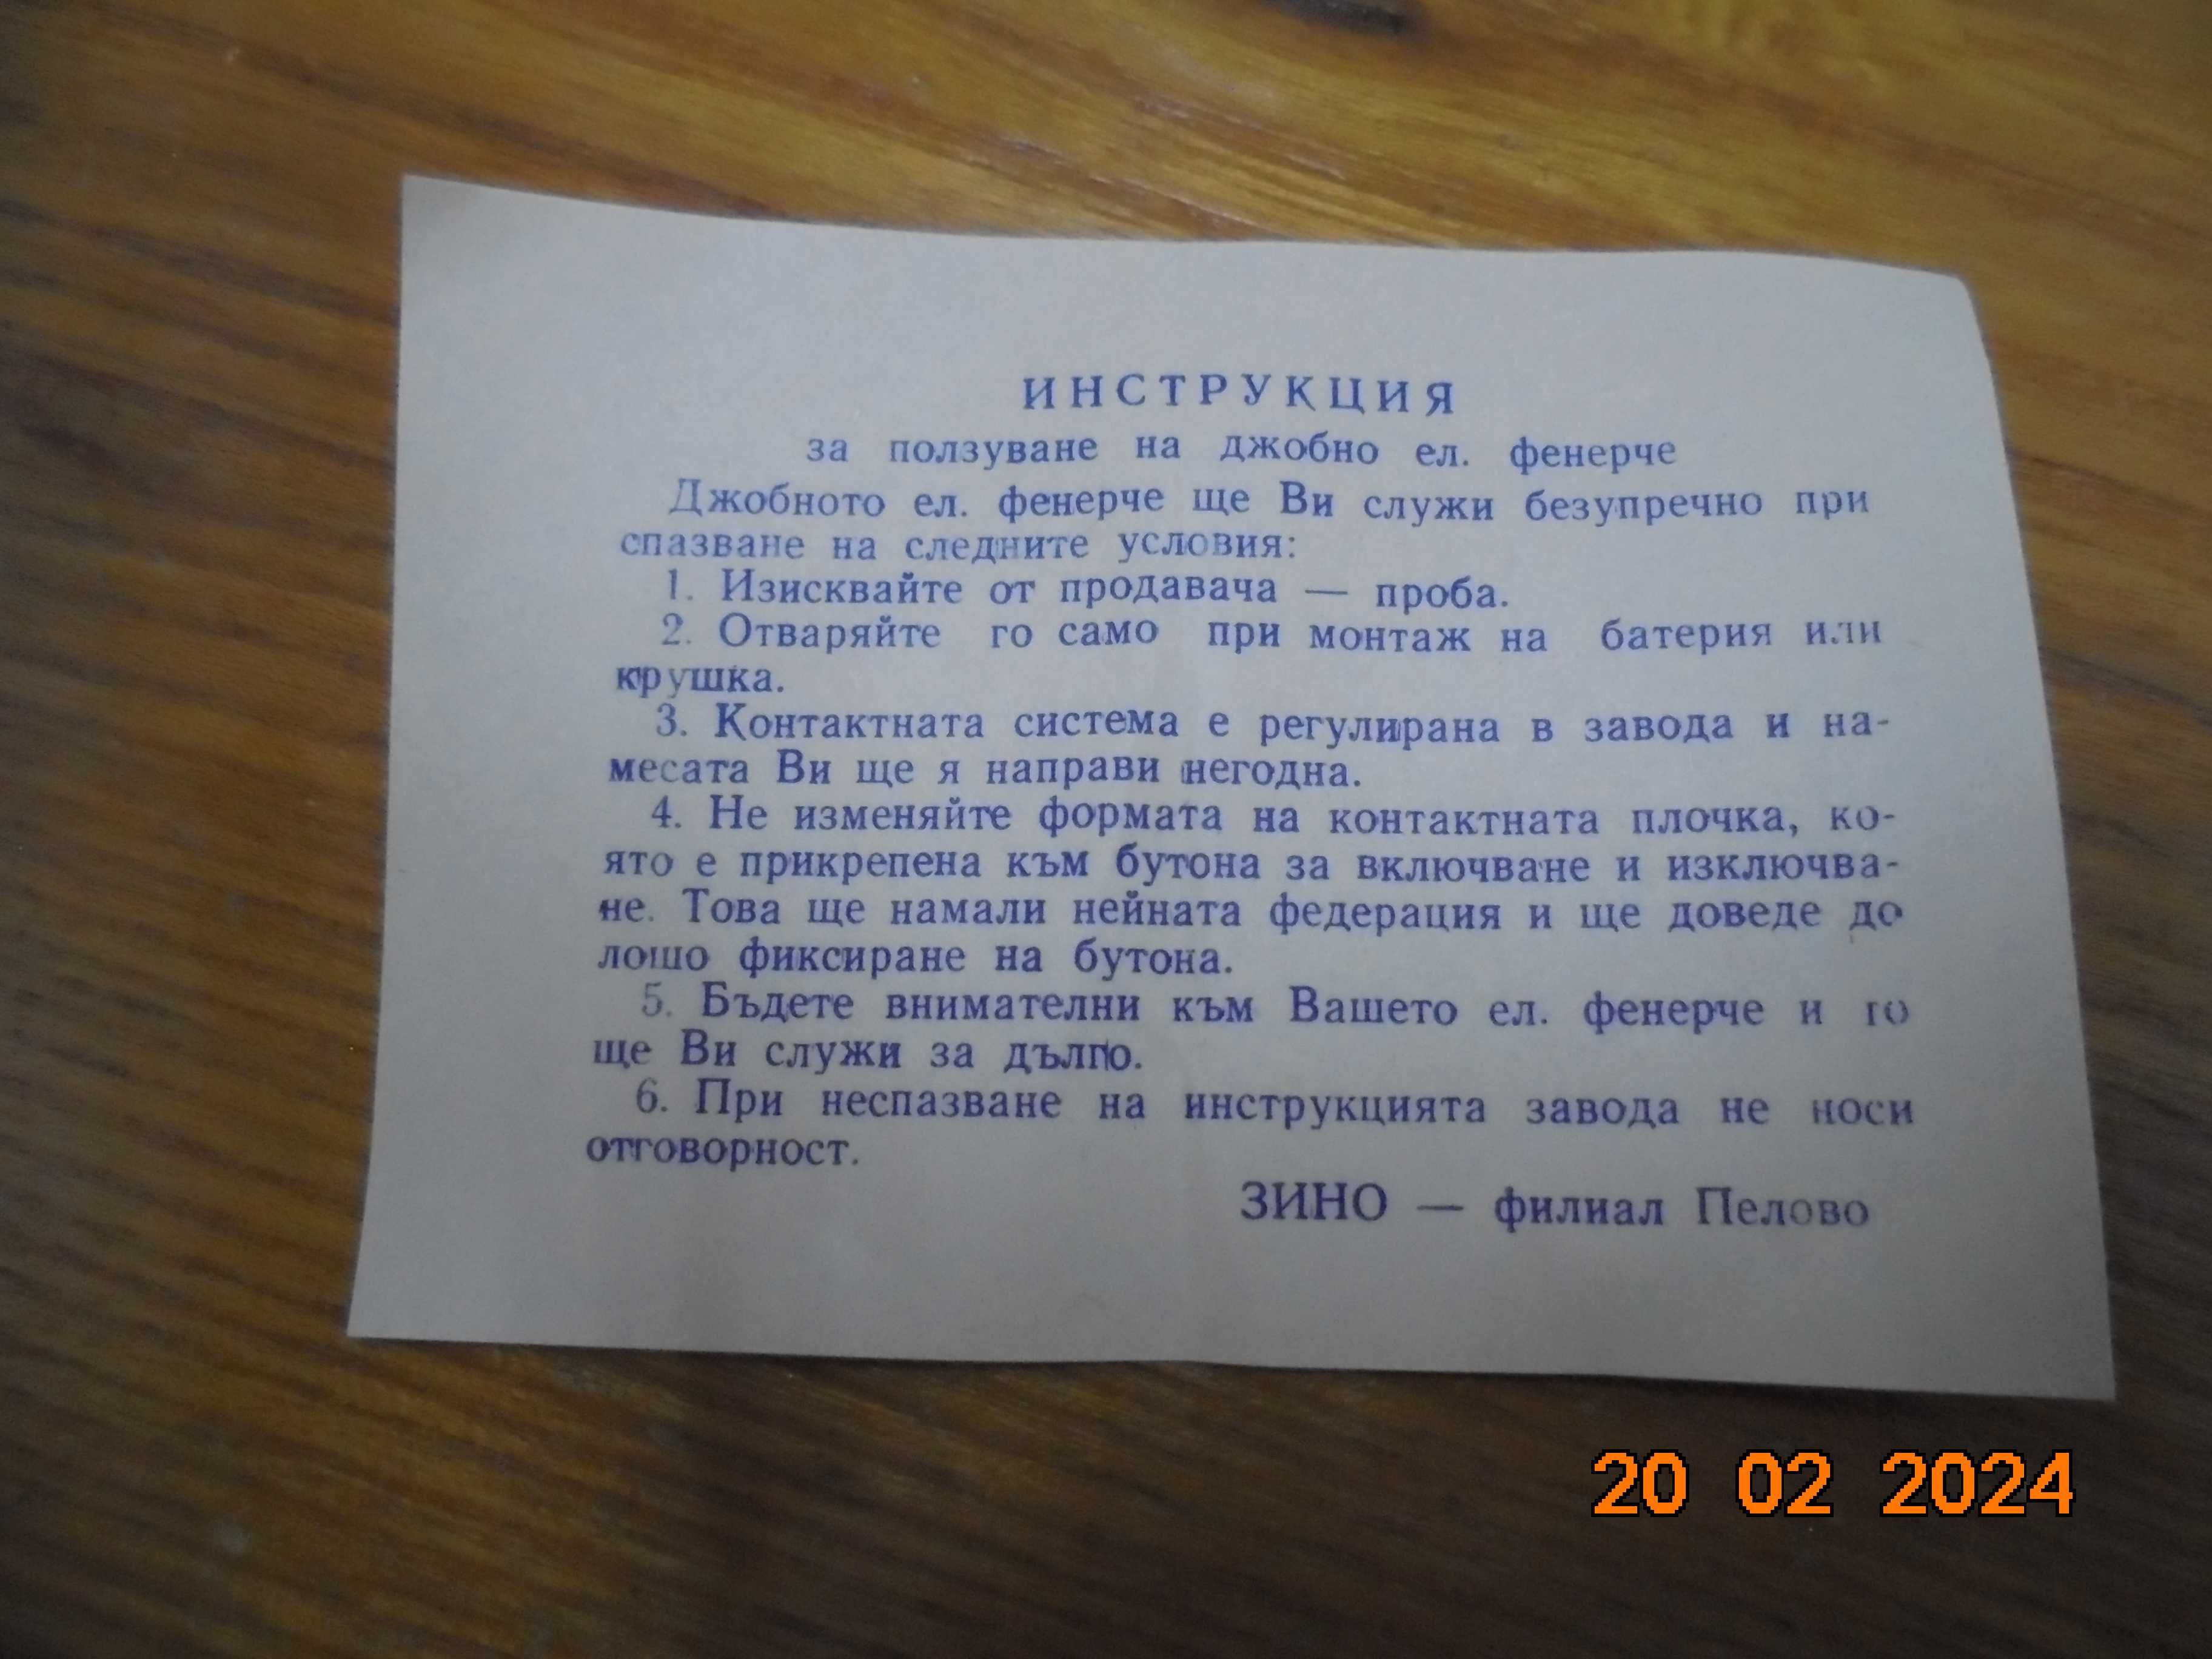 ИНСТРУКЦИЯ
за ползуване на джобно ел. фенерче
Джобното ел. фенерче ще Ви служи безупречно при
спазване на следните условия:
1. Изисквайте от продавача — проба.
2. Отваряйте го само при монтаж на батерия или
крушка.
3. Контактната система е регулирана в завода и на-
месата Ви ще я направи негодна.
4. Не изменяйте формата на контактната плочка, ко-
ято е прикрепена към бутона за включване и изключва-
не. Това ще намали нейната федерация и ще доведе до
лошо фиксиране на бутона.
5. Бъдете внимателни към Вашето ел. фенерче и го
ще Ви служи за дълго.
6. При неспазване на инструкцията завода не носи
отговорност.
ЗИНО — филиал Пелово
20 02 2024